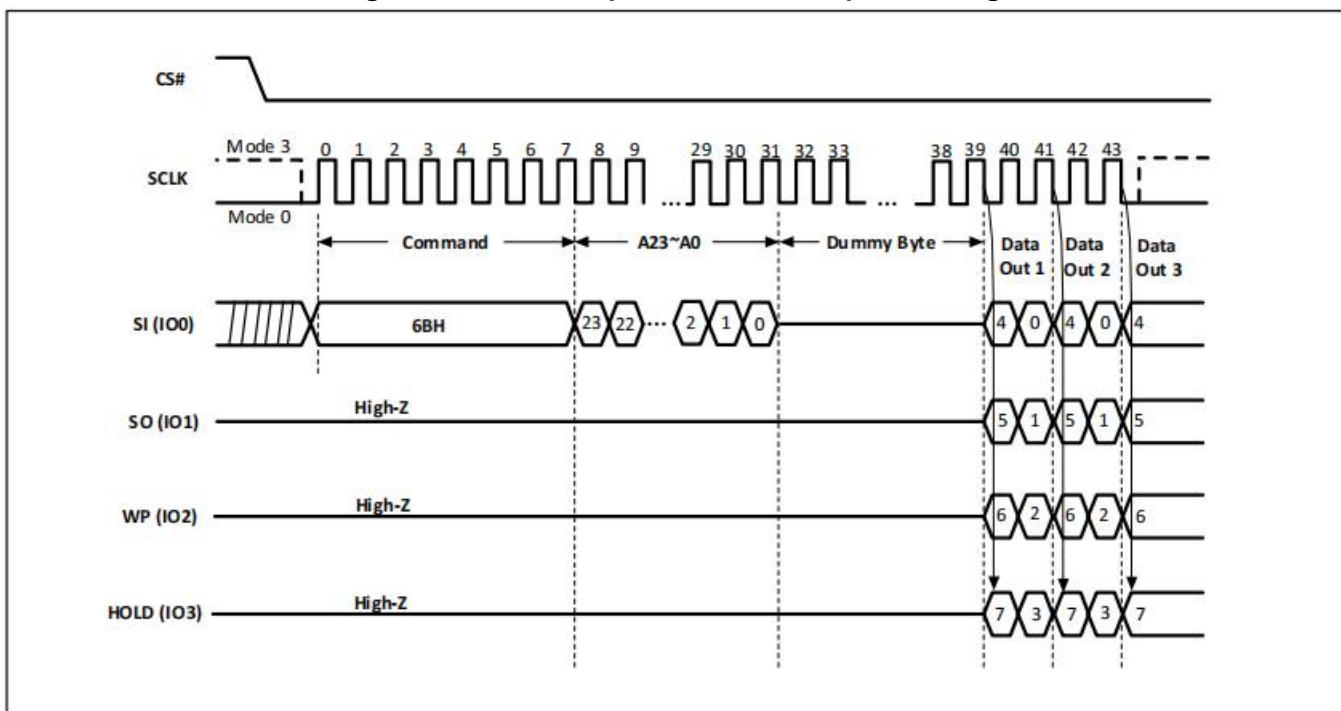 CS#
Mode 3
0 1 2 3 4 5 6 7 8 9 29 30 31 32 33 38 39 40 41 42 43
SCLK
... ...
Mode 0
Command A23~A0 Dummy Byte Data Out 1 Data Out 2 Data Out 3
SI (IO0) 6BH 23 22 ... 2 1 0 4 0 4 0 4
High-Z
SO (IO1) 5 1 5 1 5
High-Z
WP (IO2) 6 2 6 2 6
High-Z
HOLD (IO3) 7 3 7 3 7